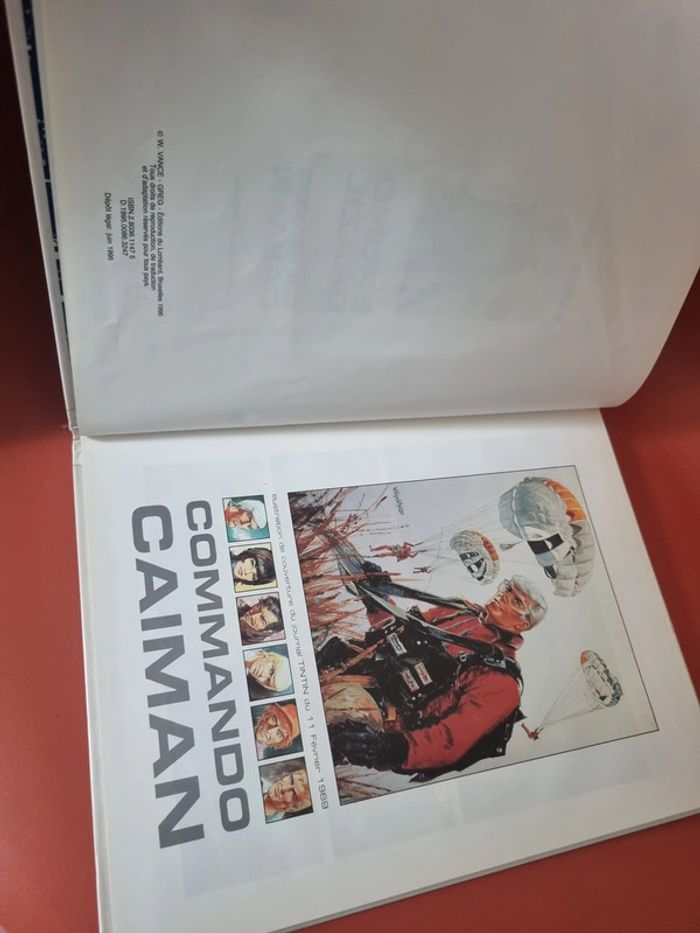 © W. VANCE - GREG - Éditions du Lombard, Bruxelles 1995
Tous droits de reproduction, de traduction
et d'adaptation réservés pour tous pays.
ISBN 2.8036.1147 5
D.1995.0086.3247
Dépôt légal: juin 1995
Illustration de couverture du journal TINTIN du 11 Février 1969
COMMANDO
CAIMAN